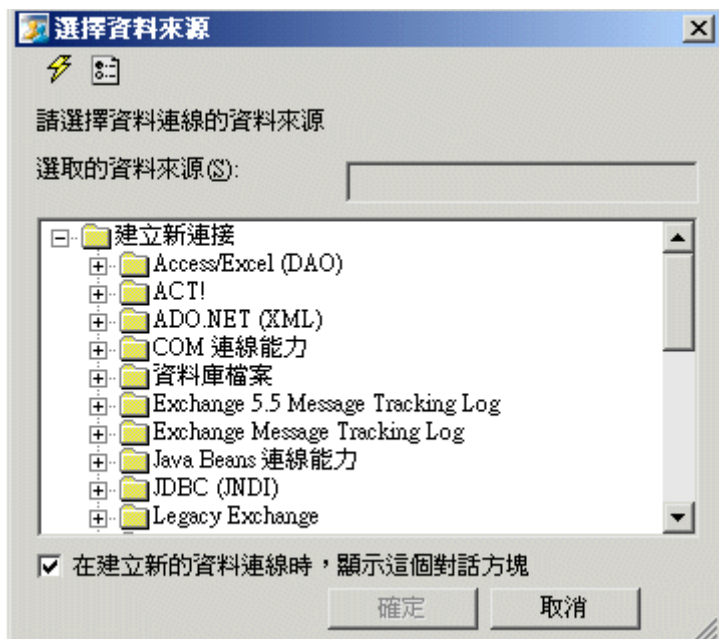 選擇資料來源
請選擇資料連線的資料來源
選取的資料來源(S):
建立新連接
Access/Excel (DAO)
ACT!
ADO.NET (XML)
COM 連線能力
資料庫檔案
Exchange 5.5 Message Tracking Log
Exchange Message Tracking Log
Java Beans 連線能力
JDBC (JNDI)
Legacy Exchange
在建立新的資料連線時，顯示這個對話方塊
確定 取消